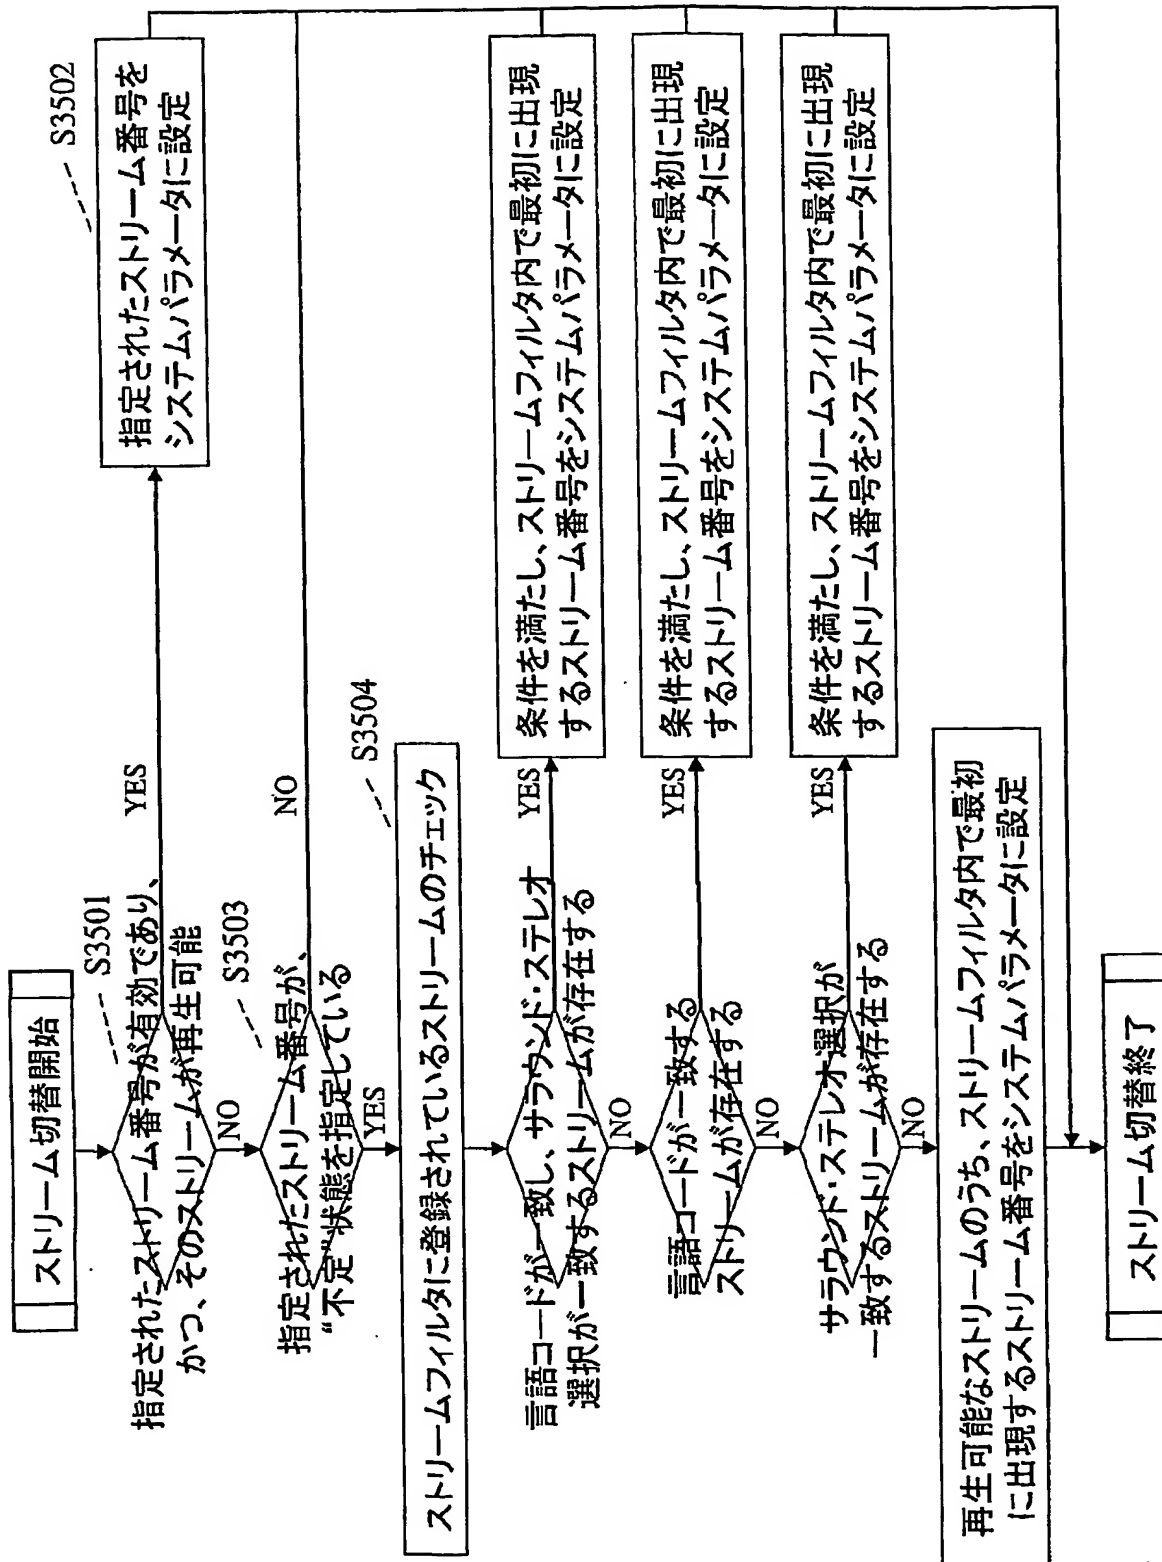 ストリーム切替開始
S3501
指定されたストリーム番号が有効であり、
かつ、そのストリームが再生可能
YES
S3502
指定されたストリーム番号を
システムパラメータに設定
NO
S3503
指定されたストリーム番号が、
“不定”状態を指定している
NO
YES
S3504
ストリームフィルタに登録されているストリームのチェック
言語コードが一致し、サラウンド・ステレオ
選択が一致するストリームが存在する
YES
条件を満たし、ストリームフィルタ内で最初に出現
するストリーム番号をシステムパラメータに設定
NO
言語コードが一致する
ストリームが存在する
YES
条件を満たし、ストリームフィルタ内で最初に出現
するストリーム番号をシステムパラメータに設定
NO
サラウンド・ステレオ選択が
一致するストリームが存在する
YES
条件を満たし、ストリームフィルタ内で最初に出現
するストリーム番号をシステムパラメータに設定
NO
再生可能なストリームのうち、ストリームフィルタ内で最初
に出現するストリーム番号をシステムパラメータに設定
ストリーム切替終了